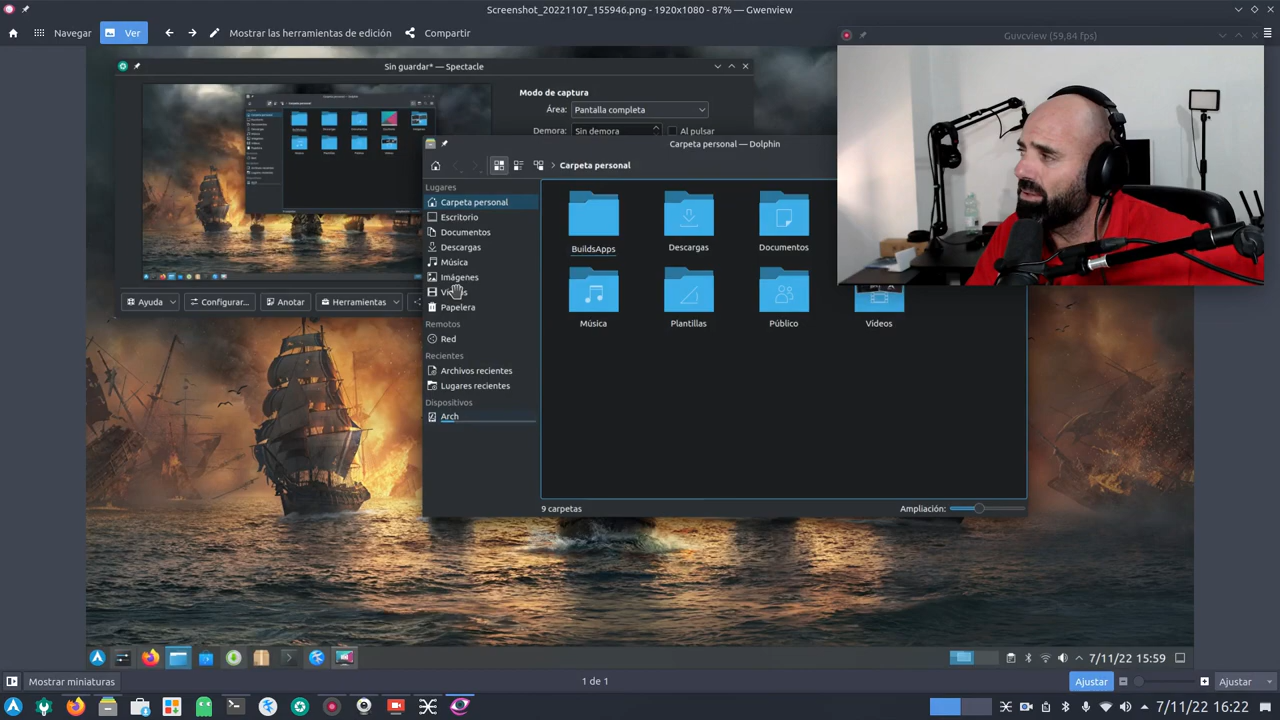 Screenshot_20221107_155946.png - 1920x1080 - 87% — Gwenview
Navegar
Ver
Mostrar las herramientas de edición
Compartir
Guvcview (59,84 fps)
Sin guardar* — Spectacle
Modo de captura
Área:
Pantalla completa
Demora:
Sin demora
Al pulsar
Carpeta personal — Dolphin
Carpeta personal
Lugares
Carpeta personal
Escritorio
Documentos
Descargas
Música
Imágenes
Papelera
Remotos
Red
Recientes
Archivos recientes
Lugares recientes
Dispositivos
Arch
BuildsApps
Descargas
Documentos
Música
Plantillas
Público
Vídeos
9 carpetas
Ampliación:
Ayuda
Configurar...
Anotar
Herramientas
7/11/22 15:59
Mostrar miniaturas
1 de 1
Ajustar
Ajustar
7/11/22 16:22